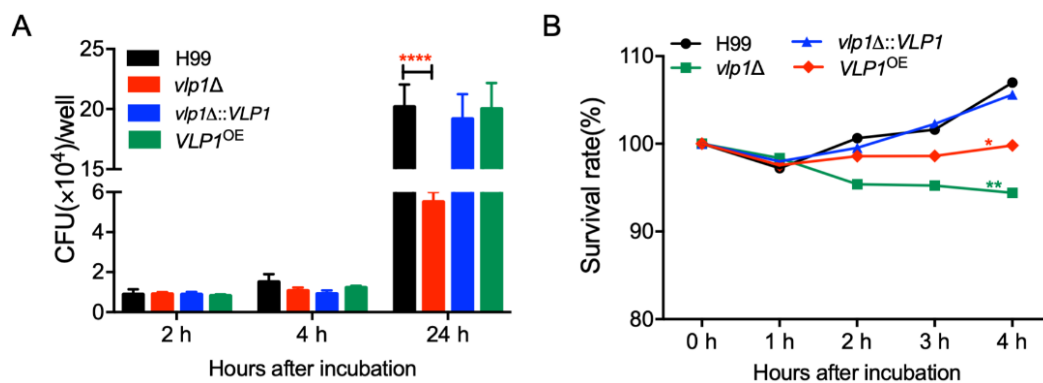 A
H99
vlp1Δ
vlp1Δ::VLP1
VLP1OE
****
CFU(×10⁴)/well
25
20
15
6
4
2
0
2 h
4 h
24 h
Hours after incubation
B
H99
vlp1Δ::VLP1
vlp1Δ
VLP1OE
Survival rate(%)
110
100
90
80
*
**
0 h
1 h
2 h
3 h
4 h
Hours after incubation